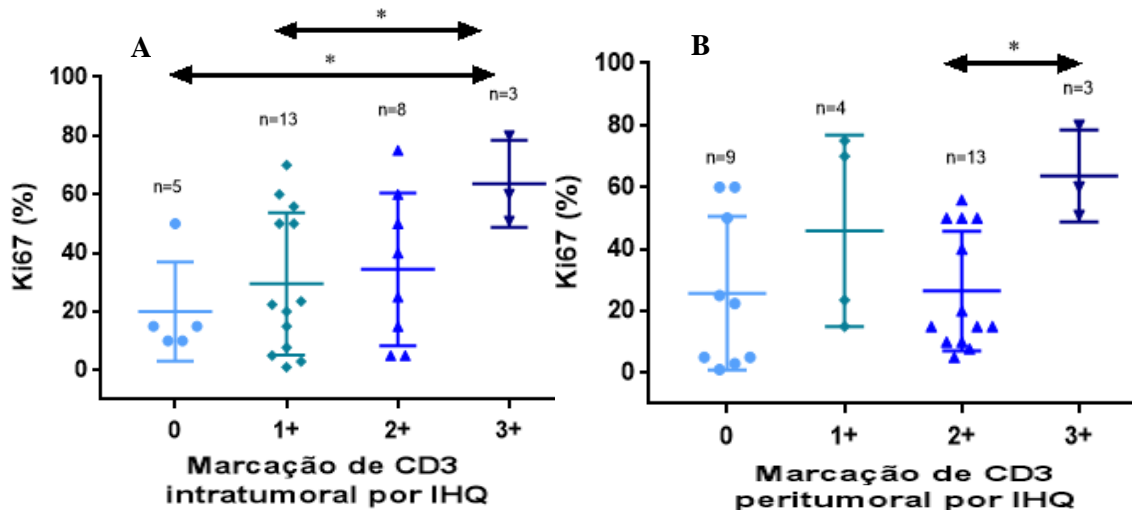 A
*
*
n=5
n=13
n=8
n=3
Ki67 (%)
100
80
60
40
20
0
0
1+
2+
3+
Marcação de CD3
intratumoral por IHQ
B
*
n=9
n=4
n=13
n=3
Ki67 (%)
100
80
60
40
20
0
0
1+
2+
3+
Marcação de CD3
peritumoral por IHQ